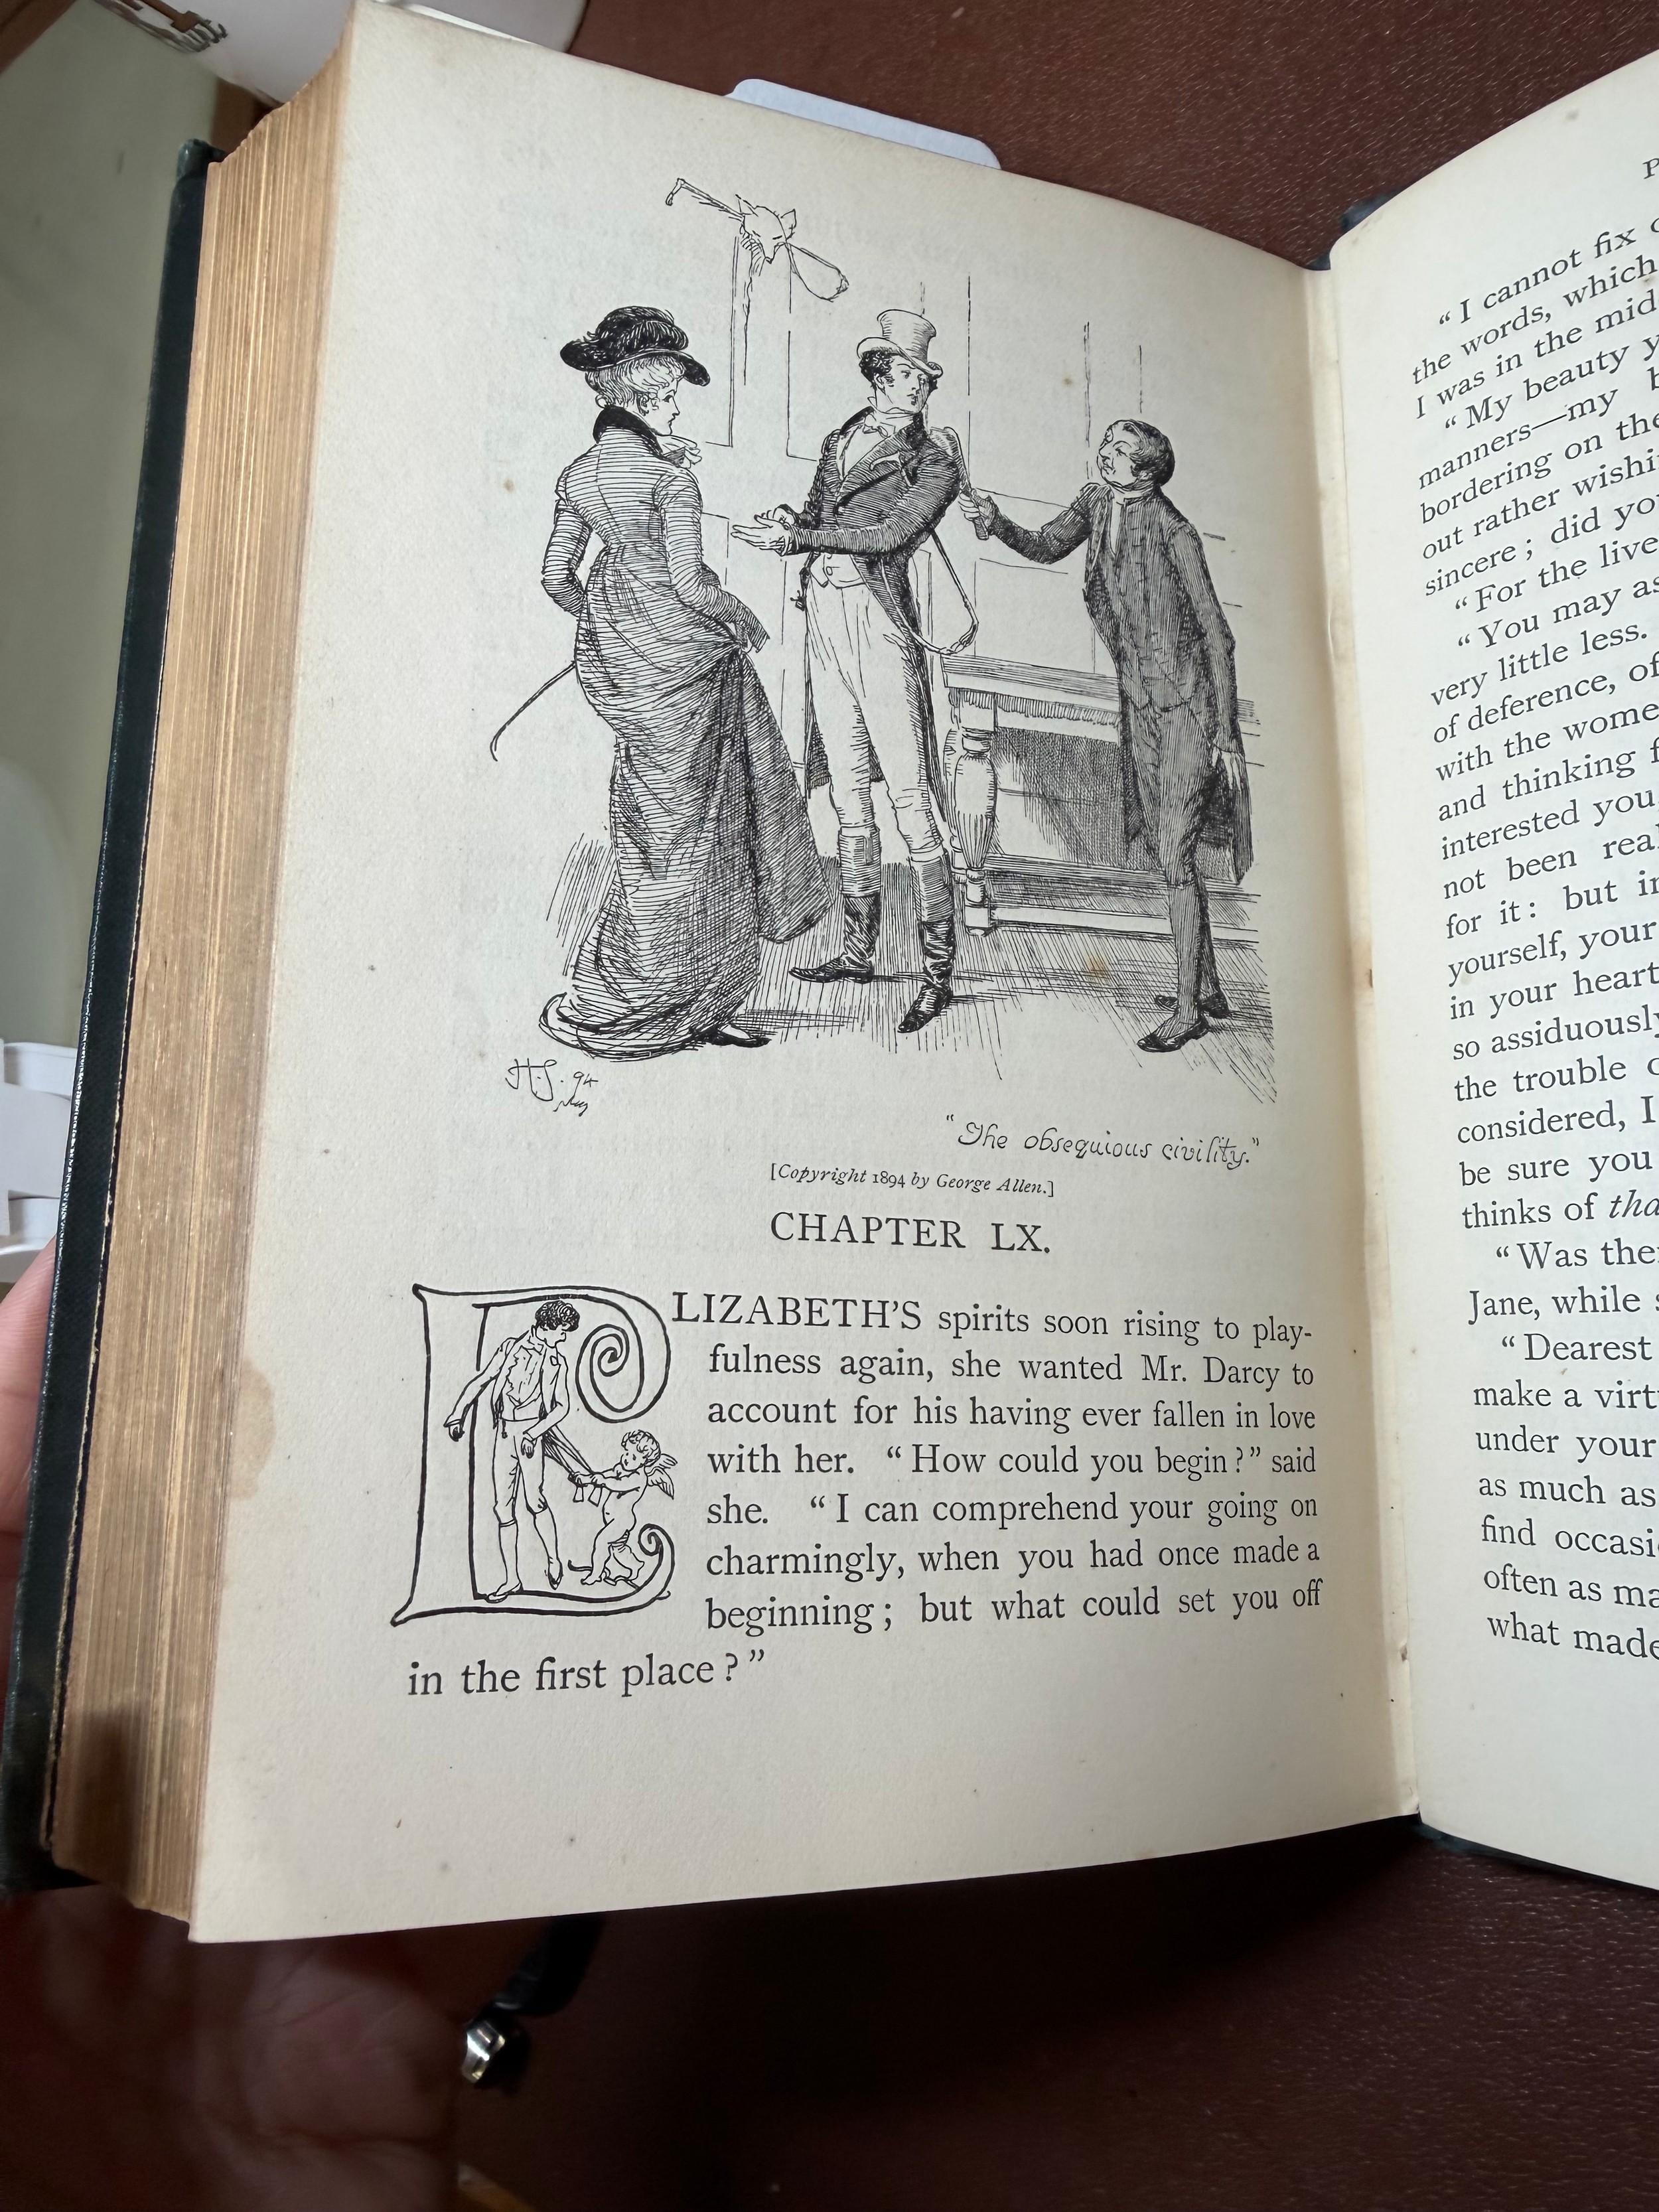 H.T. 94
"The obsequious civility."
[Copyright 1894 by George Allen.]
CHAPTER LX.
ELIZABETH'S spirits soon rising to play-
fulness again, she wanted Mr. Darcy to
account for his having ever fallen in love
with her. "How could you begin?" said
she. "I can comprehend your going on
charmingly, when you had once made a
beginning; but what could set you off
in the first place?"
P
"I cannot fix
the words, which
I was in the mid
"My beauty y
manners—my b
bordering on the
out rather wishi
sincere; did you
"For the live
"You may as
very little less.
of deference, of
with the wome
and thinking f
interested you,
not been real
for it: but in
yourself, your
in your heart
so assiduously
the trouble o
considered, I
be sure you
thinks of tha
"Was the
Jane, while s
"Dearest
make a virt
under your
as much as
find occasi
often as ma
what made